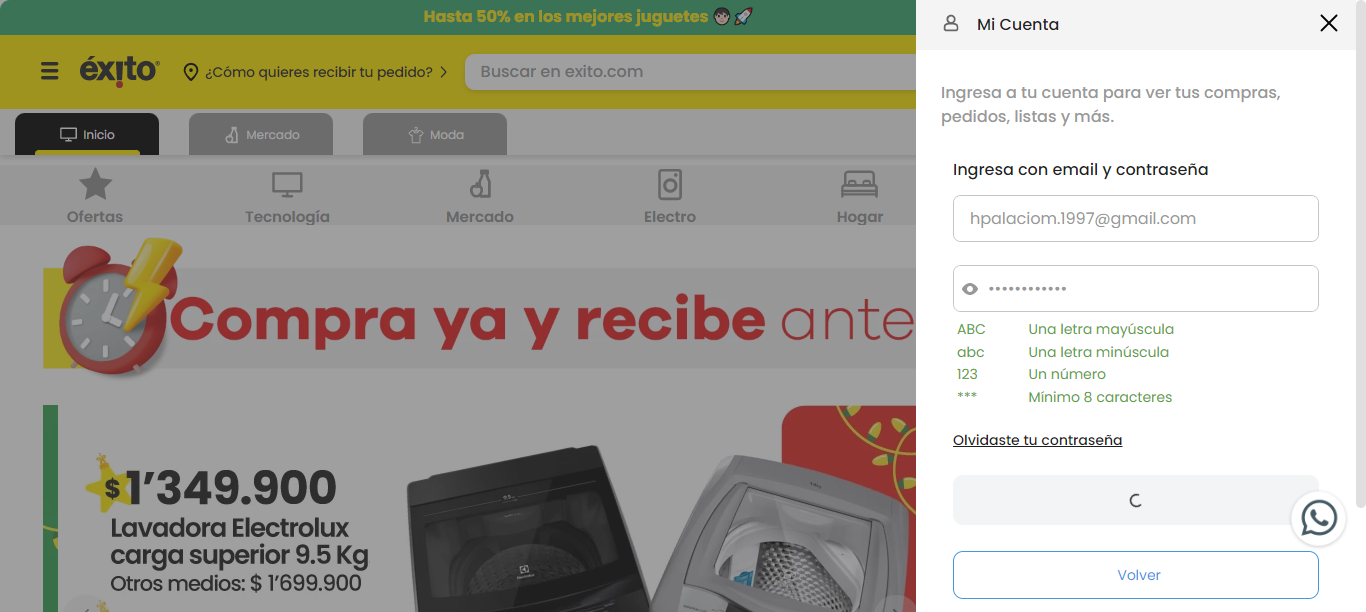 Hasta 50% en los mejores juguetes
éxito
¿Cómo quieres recibir tu pedido?
Buscar en exito.com
Inicio
Mercado
Moda
Ofertas
Tecnología
Mercado
Electro
Hogar
Compra ya y recibe ante
$1’349.900
Lavadora Electrolux
carga superior 9.5 Kg
Otros medios: $ 1’699.900
Mi Cuenta
Ingresa a tu cuenta para ver tus compras,
pedidos, listas y más.
Ingresa con email y contraseña
hpalaciom.1997@gmail.com
••••••••••••
ABC Una letra mayúscula
abc Una letra minúscula
123 Un número
*** Mínimo 8 caracteres
Olvidaste tu contraseña
Volver